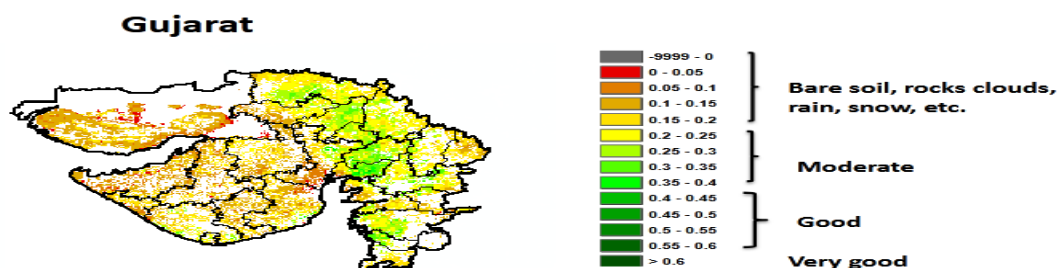 Gujarat
-9999 - 0
0 - 0.05
0.05 - 0.1
0.1 - 0.15
0.15 - 0.2
0.2 - 0.25
0.25 - 0.3
0.3 - 0.35
0.35 - 0.4
0.4 - 0.45
0.45 - 0.5
0.5 - 0.55
0.55 - 0.6
> 0.6
Bare soil, rocks clouds,
rain, snow, etc.
Moderate
Good
Very good